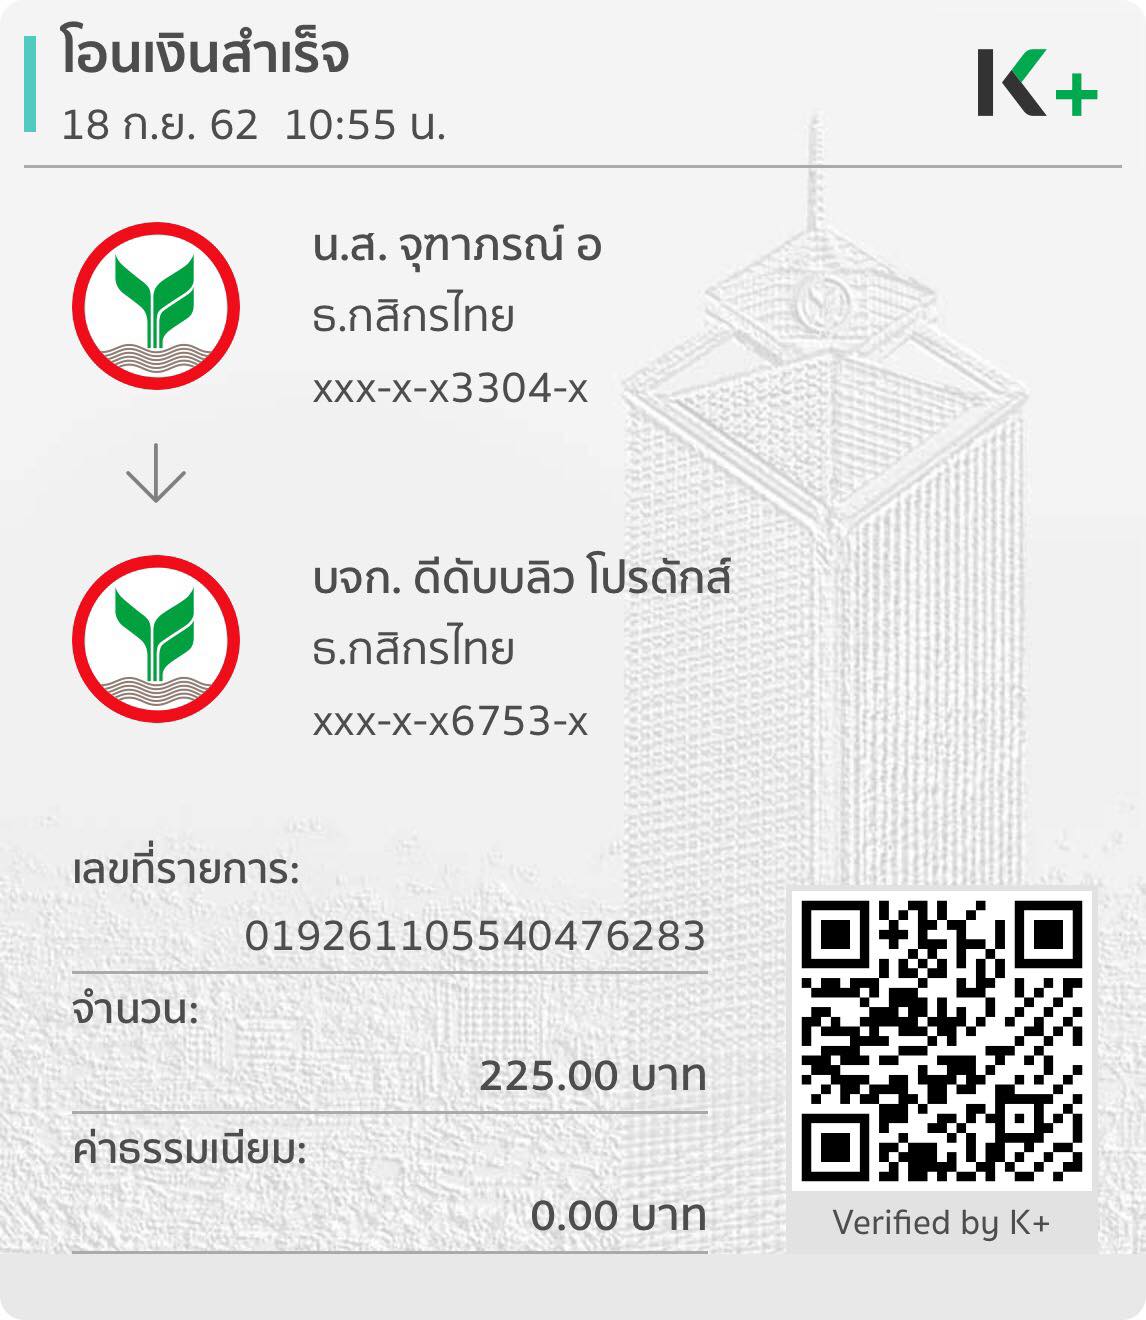 โอนเงินสำเร็จ
18 ก.ย. 62  10:55 น.
K+
น.ส. จุฑาภรณ์ อ
ธ.กสิกรไทย
xxx-x-x3304-x
บจก. ดีดับบลิว โปรดักส์
ธ.กสิกรไทย
xxx-x-x6753-x
เลขที่รายการ:
019261105540476283
จำนวน:
225.00 บาท
ค่าธรรมเนียม:
0.00 บาท
Verified by K+